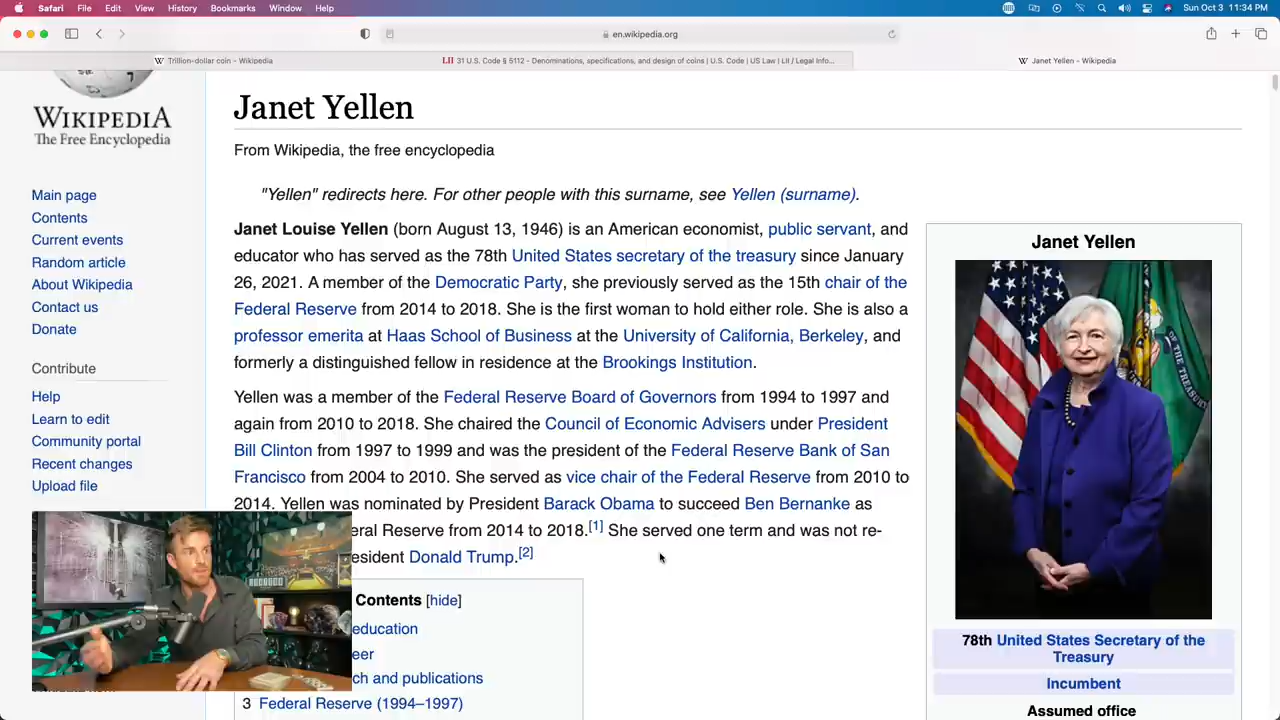 Safari File Edit View History Bookmarks Window Help Sun Oct 3 11:34 PM
en.wikipedia.org
Trillion-dollar coin - Wikipedia
LII 31 U.S. Code § 5112 - Denominations, specifications, and design of coins | U.S. Code | US Law | LII / Legal Info...
Janet Yellen - Wikipedia
WIKIPEDIA
The Free Encyclopedia
Main page
Contents
Current events
Random article
About Wikipedia
Contact us
Donate
Contribute
Help
Learn to edit
Community portal
Recent changes
Upload file
Janet Yellen
From Wikipedia, the free encyclopedia
"Yellen" redirects here. For other people with this surname, see Yellen (surname).
Janet Louise Yellen (born August 13, 1946) is an American economist, public servant, and
educator who has served as the 78th United States secretary of the treasury since January
26, 2021. A member of the Democratic Party, she previously served as the 15th chair of the
Federal Reserve from 2014 to 2018. She is the first woman to hold either role. She is also a
professor emerita at Haas School of Business at the University of California, Berkeley, and
formerly a distinguished fellow in residence at the Brookings Institution.
Yellen was a member of the Federal Reserve Board of Governors from 1994 to 1997 and
again from 2010 to 2018. She chaired the Council of Economic Advisers under President
Bill Clinton from 1997 to 1999 and was the president of the Federal Reserve Bank of San
Francisco from 2004 to 2010. She served as vice chair of the Federal Reserve from 2010 to
2014. Yellen was nominated by President Barack Obama to succeed Ben Bernanke as
eral Reserve from 2014 to 2018.[1] She served one term and was not re-
esident Donald Trump.[2]
Contents [hide]
education
eer
ch and publications
3 Federal Reserve (1994–1997)
Janet Yellen
OF THE TREASURY
78th United States Secretary of the
Treasury
Incumbent
Assumed office